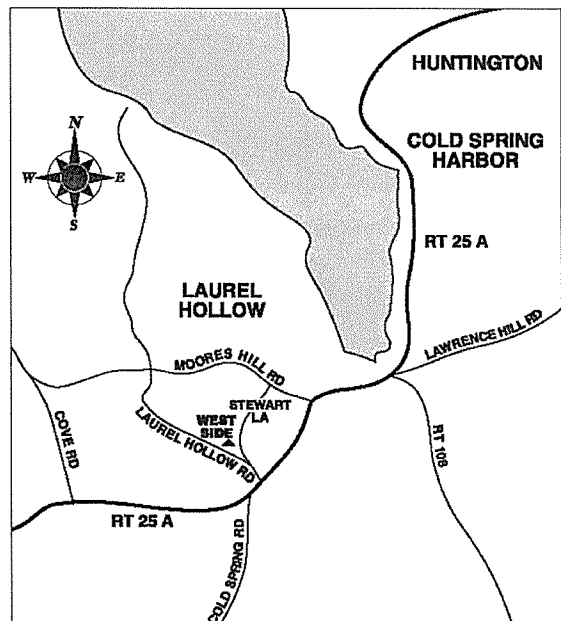 HUNTINGTON
COLD SPRING
HARBOR
N
W
E
S
RT 25 A
LAUREL
HOLLOW
LAWRENCE HILL RD
MOORES HILL RD
STEWART
LA
WEST
SIDE
LAUREL HOLLOW RD
COVE RD
RT 108
RT 25 A
COLD SPRING RD